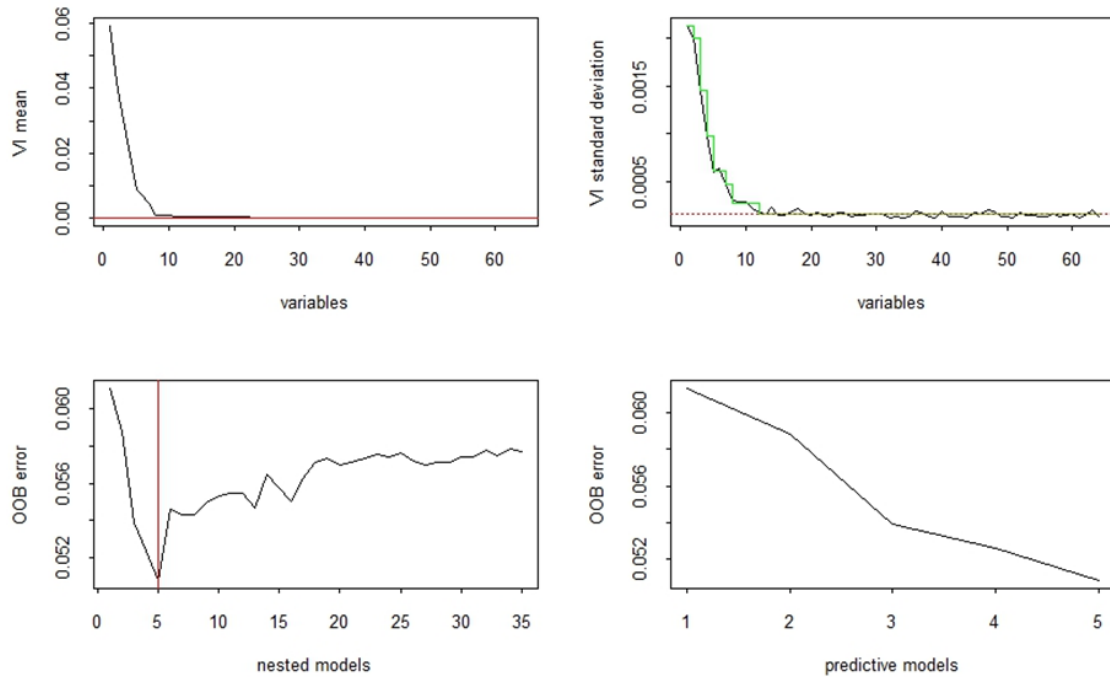 VI mean
0.00 0.02 0.04 0.06
0 10 20 30 40 50 60
variables
VI standard deviation
0.0005 0.0015
0 10 20 30 40 50 60
variables
OOB error
0.052 0.056 0.060
0 5 10 15 20 25 30 35
nested models
OOB error
0.052 0.056 0.060
1 2 3 4 5
predictive models